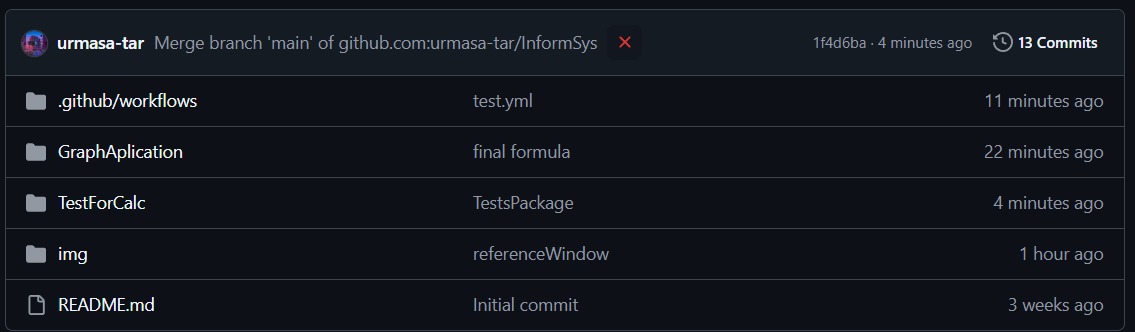 urmasa-tar Merge branch 'main' of github.com:urmasa-tar/InformSys 1f4d6ba · 4 minutes ago 13 Commits
.github/workflows test.yml 11 minutes ago
GraphAplication final formula 22 minutes ago
TestForCalc TestsPackage 4 minutes ago
img referenceWindow 1 hour ago
README.md Initial commit 3 weeks ago